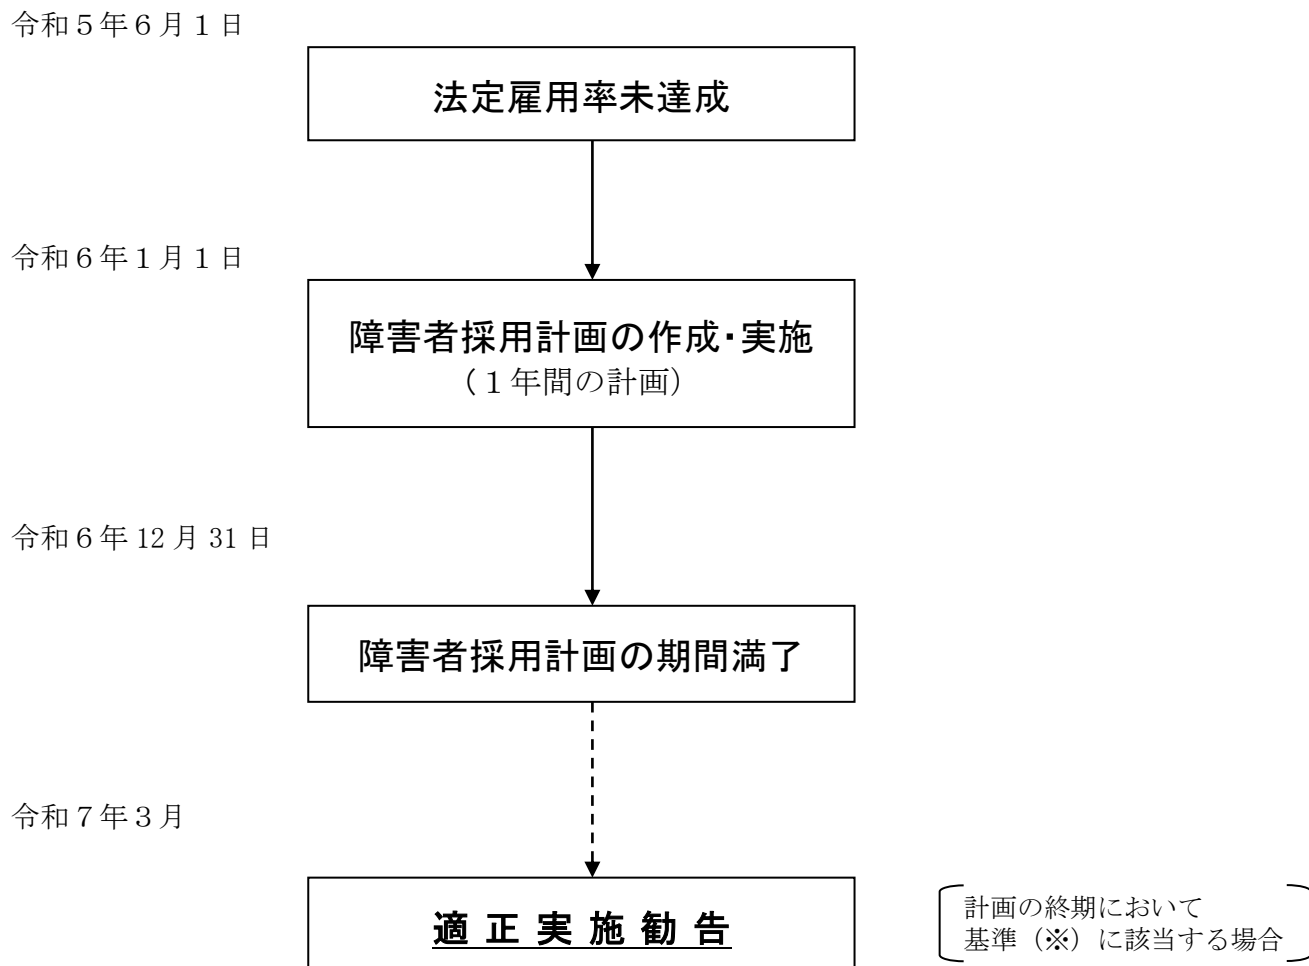 令和５年６月１日
法定雇用率未達成
令和６年１月１日
障害者採用計画の作成・実施
（１年間の計画）
令和６年 12 月 31 日
障害者採用計画の期間満了
令和７年３月
適 正 実 施 勧 告
計画の終期において
基準（※）に該当する場合